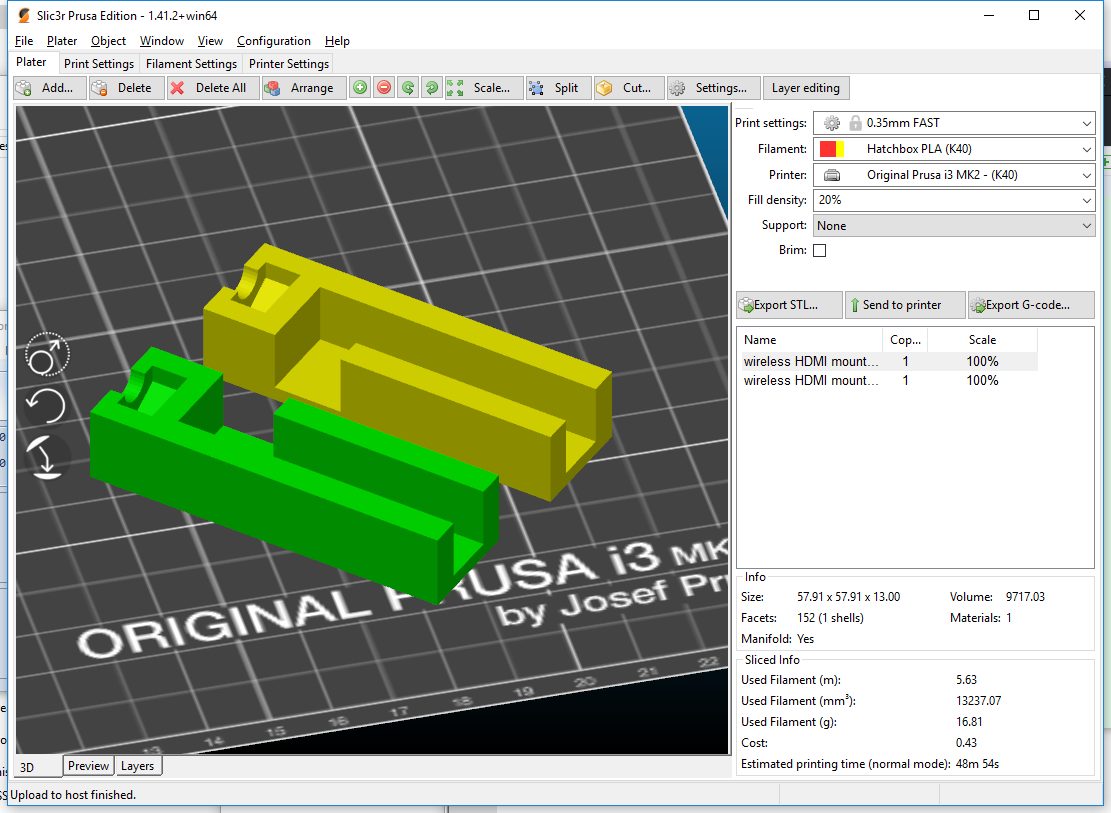 Slic3r Prusa Edition - 1.41.2+win64
File Plater Object Window View Configuration Help
Plater Print Settings Filament Settings Printer Settings
Add... Delete Delete All Arrange Scale... Split Cut... Settings... Layer editing
Print settings: 0.35mm FAST
Filament: Hatchbox PLA (K40)
Printer: Original Prusa i3 MK2 - (K40)
Fill density: 20%
Support: None
Brim:
Export STL... Send to printer Export G-code...
Name Cop... Scale
wireless HDMI mount... 1 100%
wireless HDMI mount... 1 100%
ORIGINAL PRUSA i3 MK
by Josef Pru
13 14 15 16 17 18 19 20 21 22
Info
Size: 57.91 x 57.91 x 13.00 Volume: 9717.03
Facets: 152 (1 shells) Materials: 1
Manifold: Yes
Sliced Info
Used Filament (m): 5.63
Used Filament (mm³): 13237.07
Used Filament (g): 16.81
Cost: 0.43
Estimated printing time (normal mode): 48m 54s
3D Preview Layers
Upload to host finished.